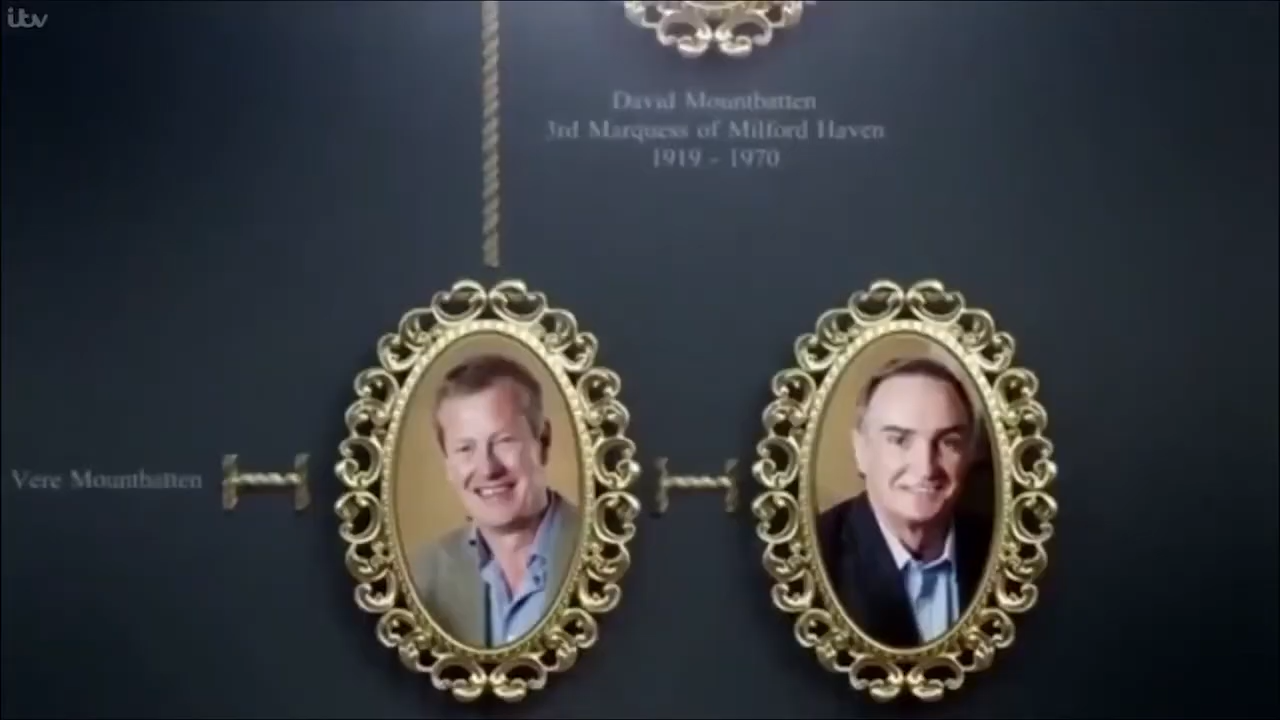 itv
David Mountbatten
3rd Marquess of Milford Haven
1919 - 1970
Vere Mountbatten